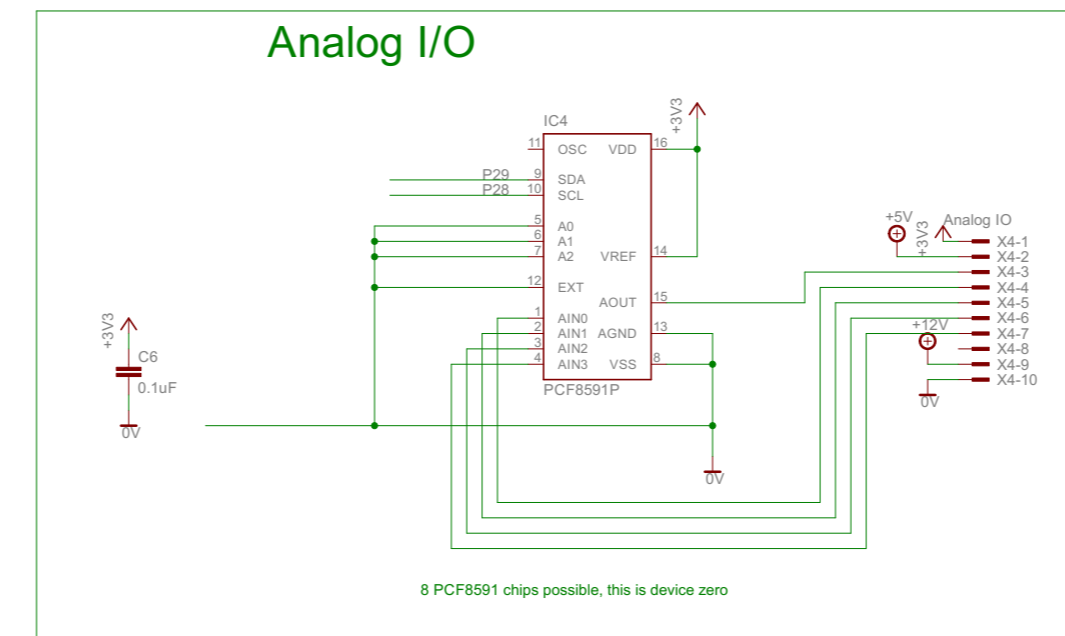 Analog I/O
IC4
+3V3
11 OSC VDD 16
P29 9 SDA
P28 10 SCL
5 A0
6 A1
7 A2 VREF 14
12 EXT
AOUT 15
1 AIN0
2 AIN1 AGND 13
3 AIN2
4 AIN3 VSS 8
PCF8591P
0V
+3V3
C6
0.1uF
0V
+5V
+3V3
Analog IO
X4-1
X4-2
X4-3
X4-4
X4-5
X4-6
+12V
X4-7
X4-8
X4-9
X4-10
0V
8 PCF8591 chips possible, this is device zero